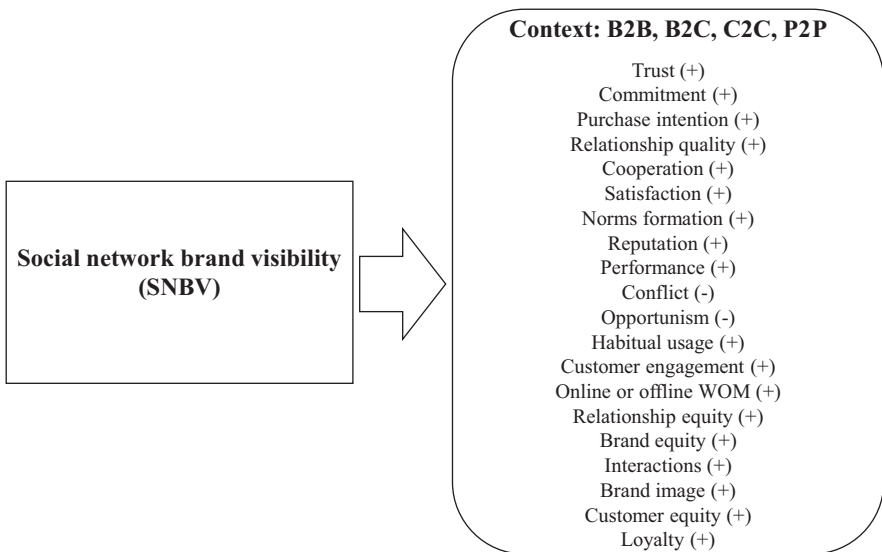 Social network brand visibility
(SNBV)
Context: B2B, B2C, C2C, P2P
Trust (+)
Commitment (+)
Purchase intention (+)
Relationship quality (+)
Cooperation (+)
Satisfaction (+)
Norms formation (+)
Reputation (+)
Performance (+)
Conflict (-)
Opportunism (-)
Habitual usage (+)
Customer engagement (+)
Online or offline WOM (+)
Relationship equity (+)
Brand equity (+)
Interactions (+)
Brand image (+)
Customer equity (+)
Loyalty (+)